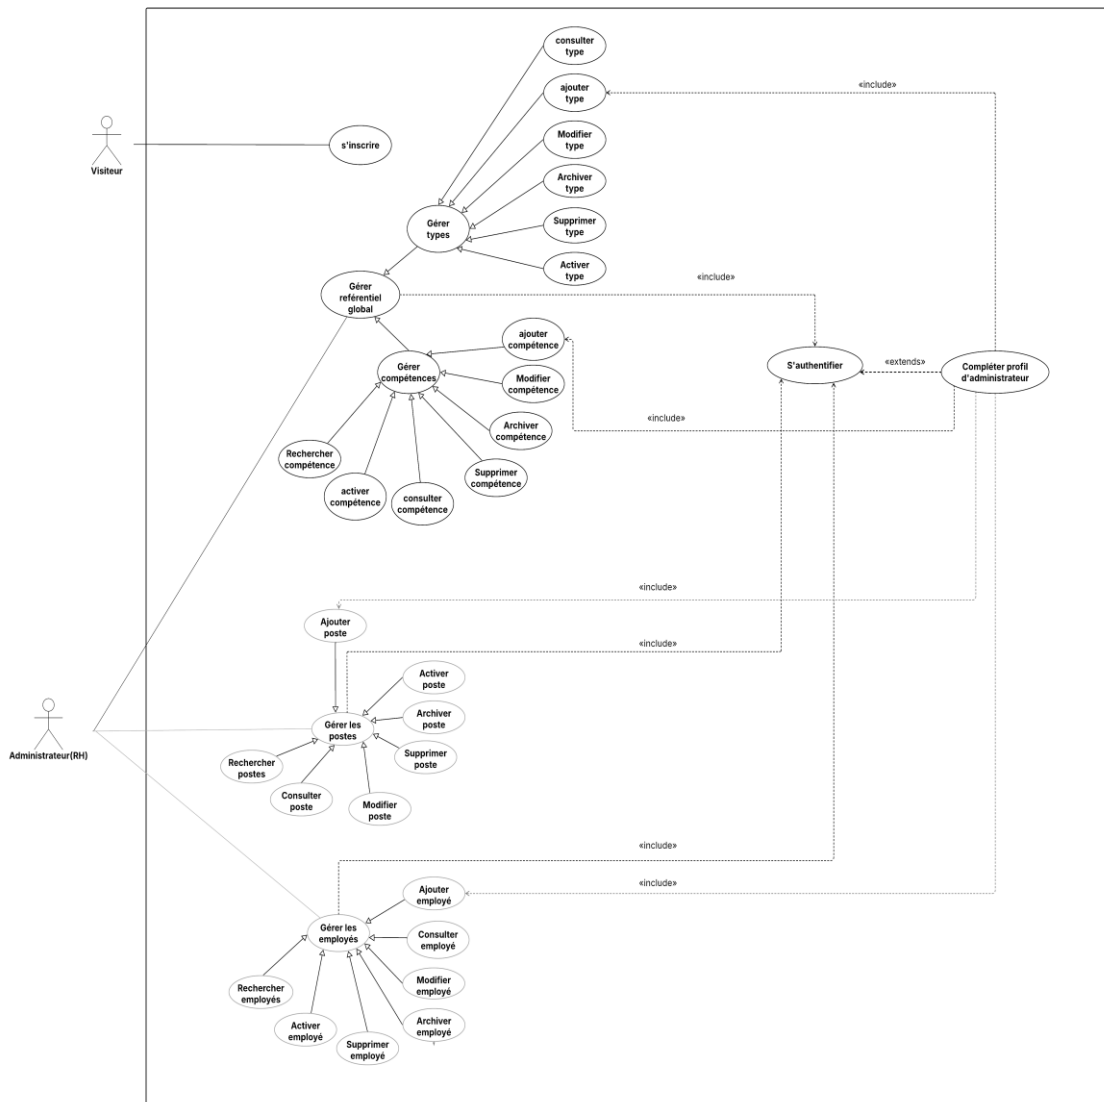 consulter
type
ajouter
type
«include»
Modifier
type
Visiteur
s'inscrire
Archiver
type
Gérer
types
Supprimer
type
Activer
type
«include»
Gérer
reférentiel
global
ajouter
compétence
Gérer
compétences
S'authentifier
«extends»
Compléter profil
d'administrateur
Modifier
compétence
«include»
Archiver
compétence
Rechercher
compétence
Supprimer
compétence
activer
compétence
consulter
compétence
«include»
Ajouter
poste
«include»
Activer
poste
Archiver
poste
Gérer les
postes
Administrateur(RH)
Supprimer
poste
Rechercher
postes
Consulter
poste
Modifier
poste
«include»
«include»
Ajouter
employé
Gérer les
employés
Consulter
employé
Modifier
employé
Rechercher
employés
Archiver
employé
Activer
employé
Supprimer
employé